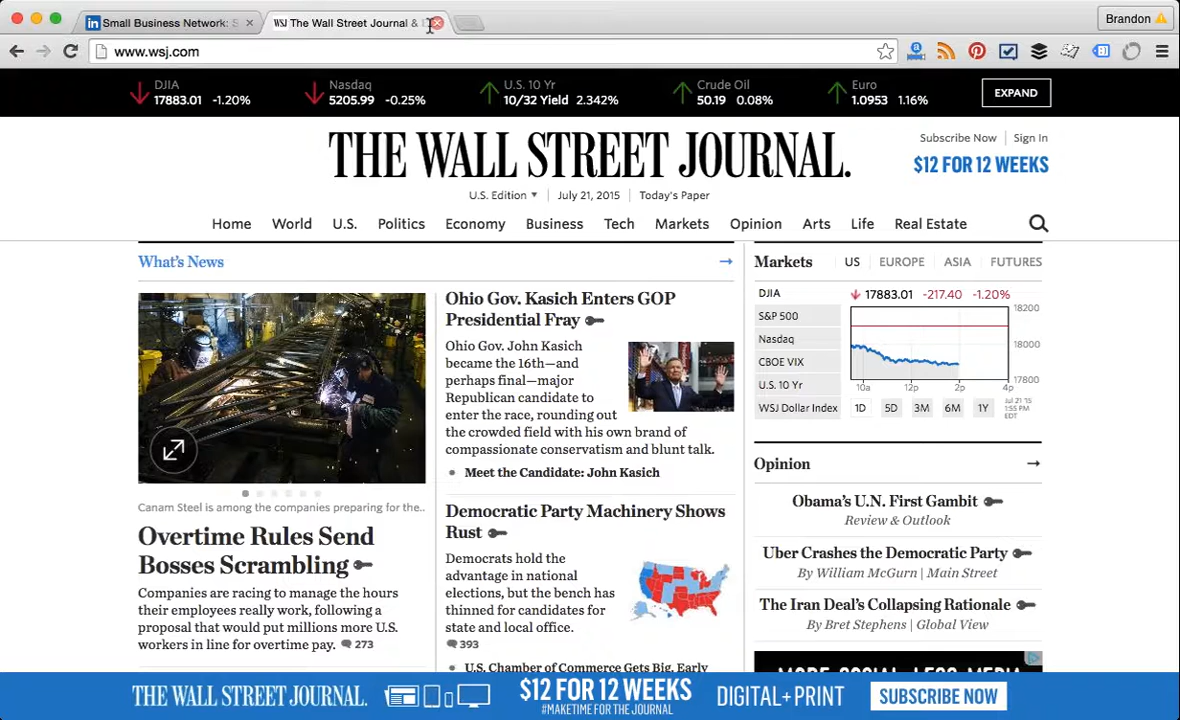 Small Business Network:
WSJ The Wall Street Journal &
Brandon
www.wsj.com
DJIA
17883.01 -1.20%
Nasdaq
5205.99 -0.25%
U.S. 10 Yr
10/32 Yield 2.342%
Crude Oil
50.19 0.08%
Euro
1.0953 1.16%
EXPAND
THE WALL STREET JOURNAL.
Subscribe Now Sign In
$12 FOR 12 WEEKS
U.S. Edition July 21, 2015 Today's Paper
Home World U.S. Politics Economy Business Tech Markets Opinion Arts Life Real Estate
What's News
Canam Steel is among the companies preparing for the..
Overtime Rules Send
Bosses Scrambling
Companies are racing to manage the hours
their employees really work, following a
proposal that would put millions more U.S.
workers in line for overtime pay. 273
Ohio Gov. Kasich Enters GOP
Presidential Fray
Ohio Gov. John Kasich
became the 16th—and
perhaps final—major
Republican candidate to
enter the race, rounding out
the crowded field with his own brand of
compassionate conservatism and blunt talk.
Meet the Candidate: John Kasich
Democratic Party Machinery Shows
Rust
Democrats hold the
advantage in national
elections, but the bench has
thinned for candidates for
state and local office.
393
U.S. Chamber of Commerce Gets Big, Early
Markets US EUROPE ASIA FUTURES
DJIA 17883.01 -217.40 -1.20%
S&P 500
Nasdaq
CBOE VIX
U.S. 10 Yr
WSJ Dollar Index
18200
18000
17800
10a 12p 2p 4p
1D 5D 3M 6M 1Y
Jul 21 15
1:55 PM
EDT
Opinion
Obama's U.N. First Gambit
Review & Outlook
Uber Crashes the Democratic Party
By William McGurn | Main Street
The Iran Deal's Collapsing Rationale
By Bret Stephens | Global View
THE WALL STREET JOURNAL.
$12 FOR 12 WEEKS
#MAKETIME FOR THE JOURNAL
DIGITAL+PRINT
SUBSCRIBE NOW